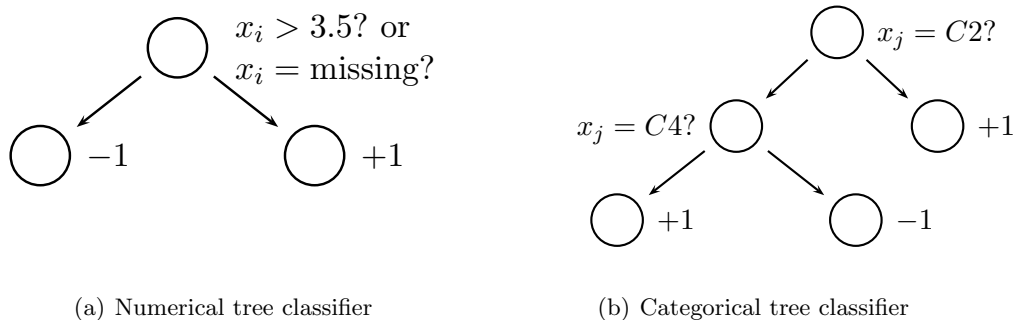 x_i > 3.5? or
x_i = missing?
−1
+1
(a) Numerical tree classifier
x_j = C2?
x_j = C4?
+1
+1
−1
(b) Categorical tree classifier